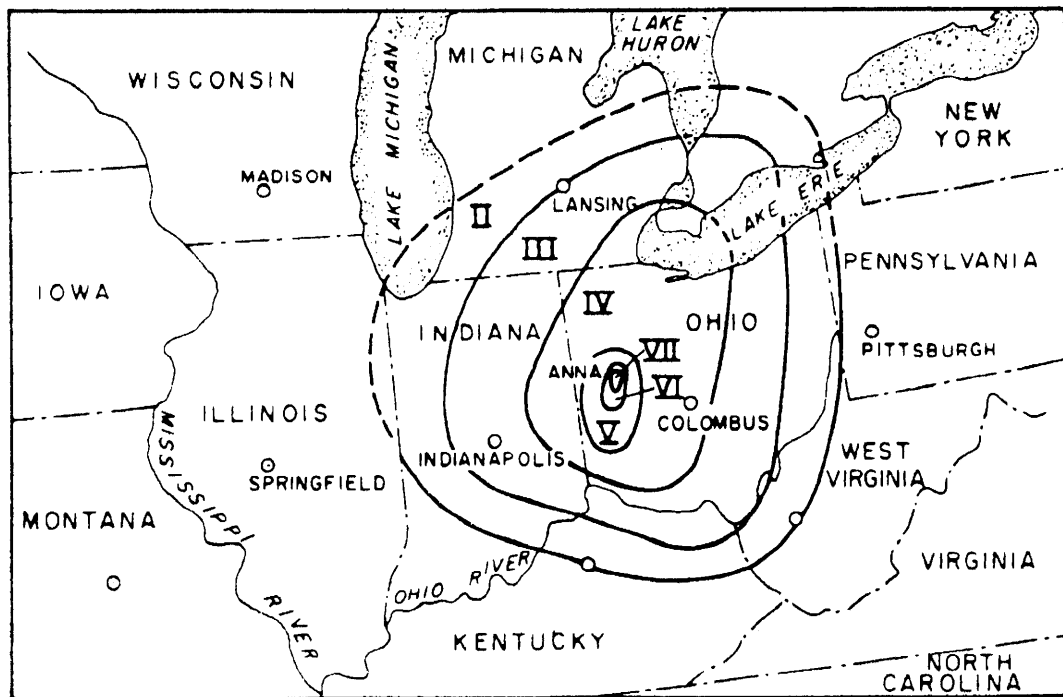 LAKE
HURON
WISCONSIN
MICHIGAN
LAKE MICHIGAN
NEW
YORK
MADISON
LANSING
LAKE ERIE
II
III
IOWA
PENNSYLVANIA
IV
INDIANA
OHIO
PITTSBURGH
VII
ANNA
VI
ILLINOIS
COLUMBUS
V
INDIANAPOLIS
WEST
VIRGINIA
SPRINGFIELD
MONTANA
MISSISSIPPI
RIVER
OHIO RIVER
VIRGINIA
KENTUCKY
NORTH
CAROLINA